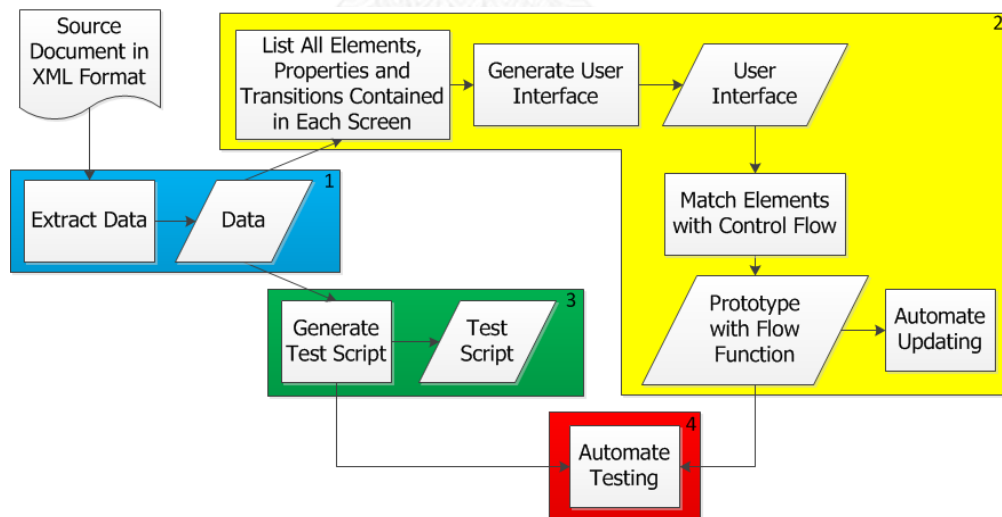 Source
Document in
XML Format
1
Extract Data
Data
2
List All Elements,
Properties and
Transitions Contained
in Each Screen
Generate User
Interface
User
Interface
Match Elements
with Control Flow
Prototype
with Flow
Function
Automate
Updating
3
Generate
Test Script
Test
Script
4
Automate
Testing